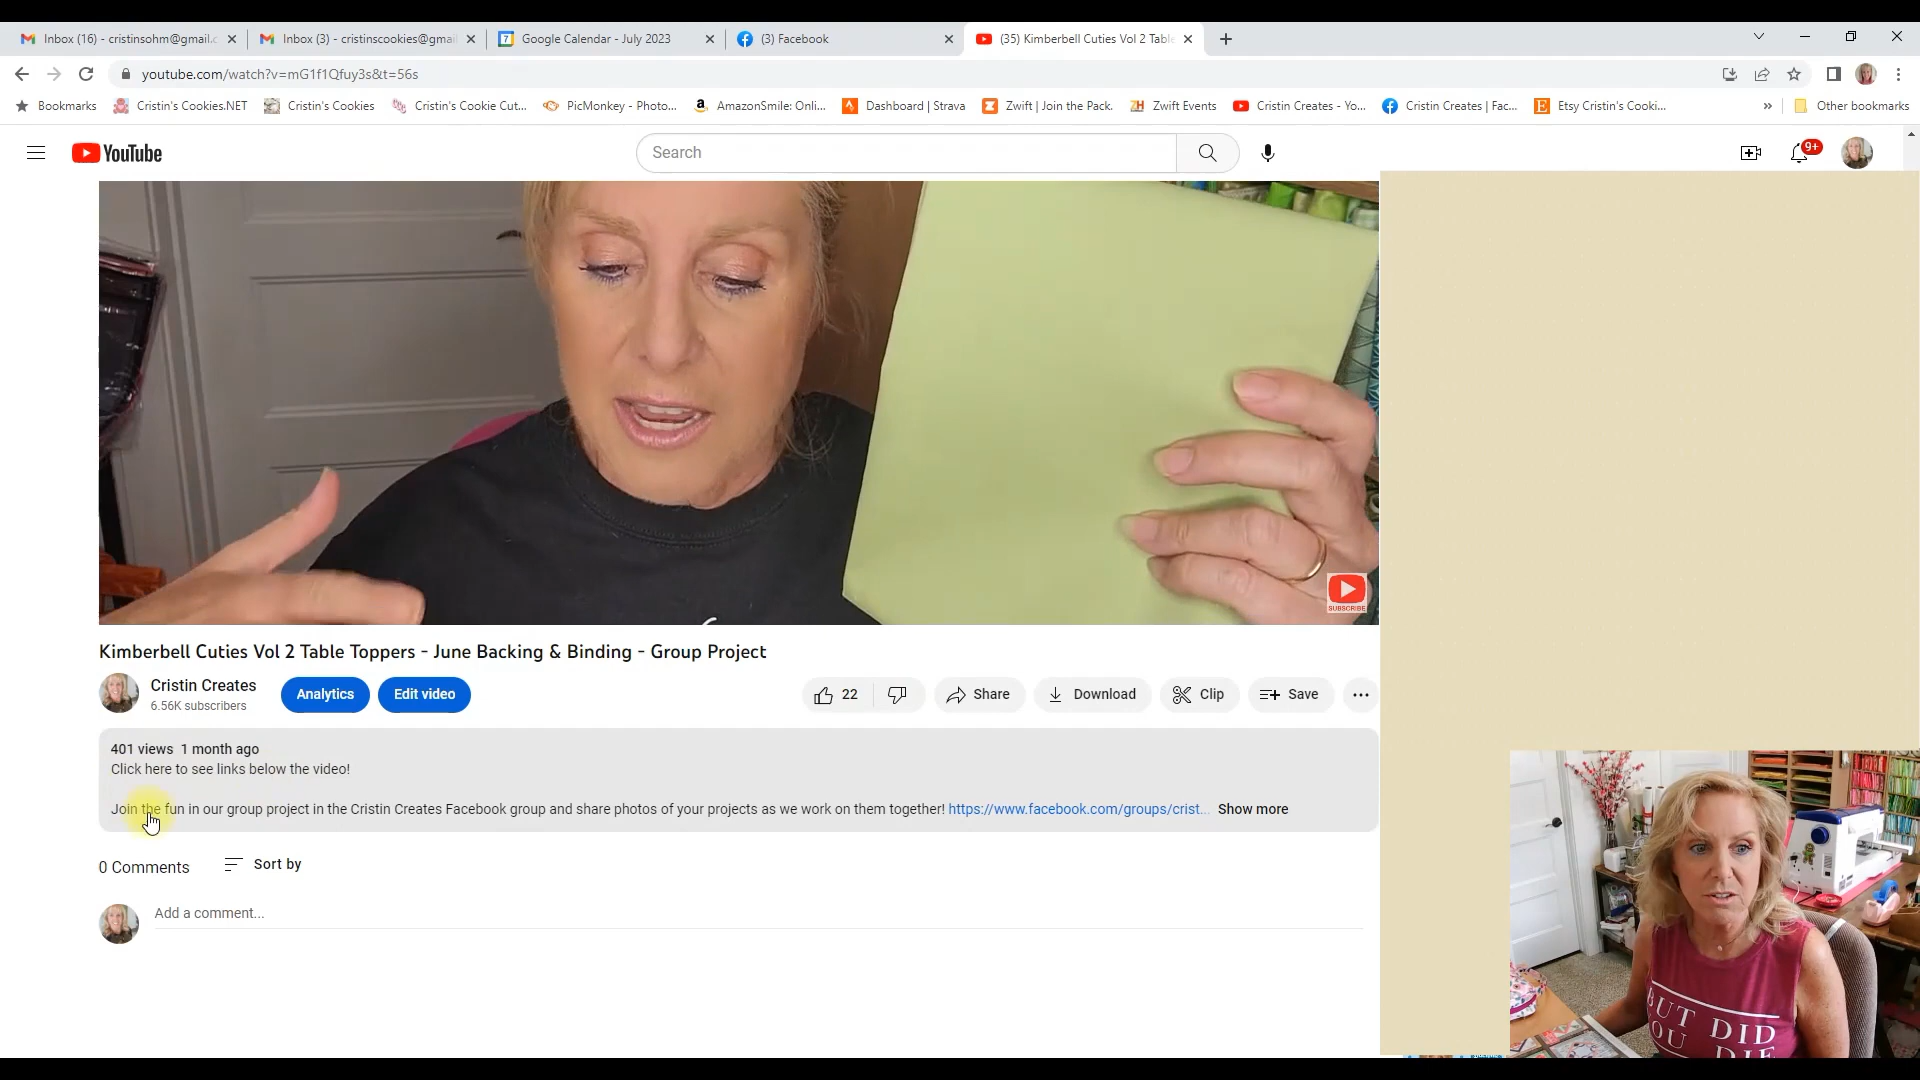 Inbox (16) - cristinsohm@gmail.c
Inbox (3) - cristinscookies@gmai
7 Google Calendar - July 2023
(3) Facebook
(35) Kimberbell Cuties Vol 2 Table
youtube.com/watch?v=mG1f1Qfuy3s&t=56s
Bookmarks
Cristin's Cookies.NET
Cristin's Cookies
Cristin's Cookie Cut...
PicMonkey - Photo...
AmazonSmile: Onli...
Dashboard | Strava
Zwift | Join the Pack.
Zwift Events
Cristin Creates - Yo...
Cristin Creates | Fac...
Etsy Cristin's Cooki...
» Other bookmarks
YouTube
Search
9+
SUBSCRIBE
Kimberbell Cuties Vol 2 Table Toppers - June Backing & Binding - Group Project
Cristin Creates
6.56K subscribers
Analytics
Edit video
22
Share
Download
Clip
Save
401 views 1 month ago
Click here to see links below the video!
Join the fun in our group project in the Cristin Creates Facebook group and share photos of your projects as we work on them together! https://www.facebook.com/groups/crist... Show more
0 Comments
Sort by
Add a comment...
BUT DID
YOU DIE